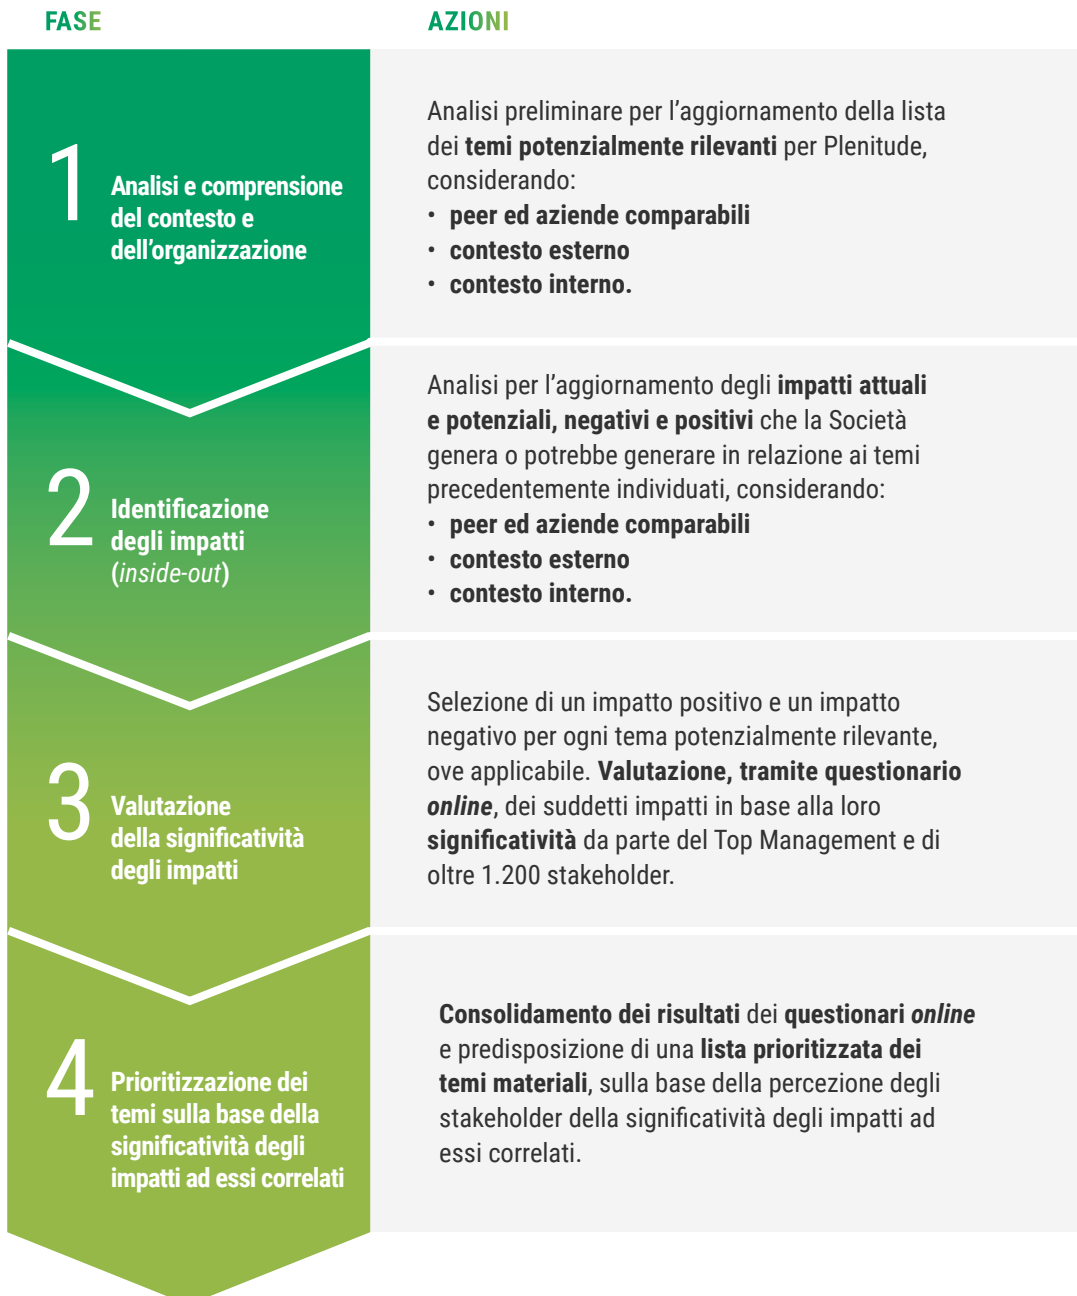 FASE
AZIONI
1
Analisi e comprensione
del contesto e
dell’organizzazione
Analisi preliminare per l’aggiornamento della lista
dei temi potenzialmente rilevanti per Plenitude,
considerando:
• peer ed aziende comparabili
• contesto esterno
• contesto interno.
2
Identificazione
degli impatti
(inside-out)
Analisi per l’aggiornamento degli impatti attuali
e potenziali, negativi e positivi che la Società
genera o potrebbe generare in relazione ai temi
precedentemente individuati, considerando:
• peer ed aziende comparabili
• contesto esterno
• contesto interno.
3
Valutazione
della significatività
degli impatti
Selezione di un impatto positivo e un impatto
negativo per ogni tema potenzialmente rilevante,
ove applicabile. Valutazione, tramite questionario
online, dei suddetti impatti in base alla loro
significatività da parte del Top Management e di
oltre 1.200 stakeholder.
4
Prioritizzazione dei
temi sulla base della
significatività degli
impatti ad essi correlati
Consolidamento dei risultati dei questionari online
e predisposizione di una lista prioritizzata dei
temi materiali, sulla base della percezione degli
stakeholder della significatività degli impatti ad
essi correlati.